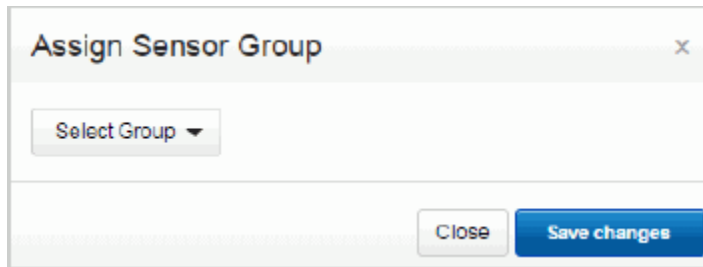 Assign Sensor Group
x
Select Group
Close
Save changes